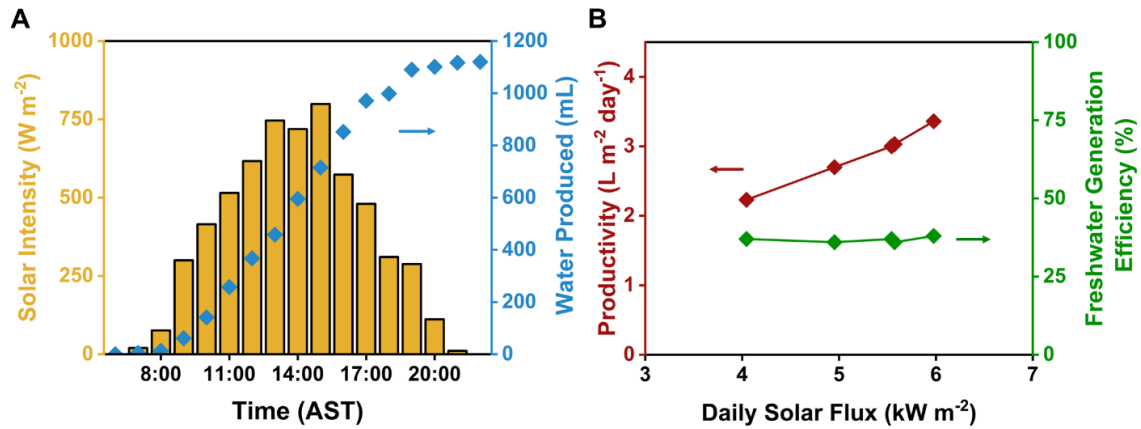 A
Solar Intensity (W m-2)
1000
750
500
250
0
8:00 11:00 14:00 17:00 20:00
Time (AST)
1200
1000
800
600
400
200
0
Water Produced (mL)
B
Productivity (L m-2 day-1)
4
3
2
1
0
3 4 5 6 7
Daily Solar Flux (kW m-2)
100
75
50
25
0
Freshwater Generation
Efficiency (%)